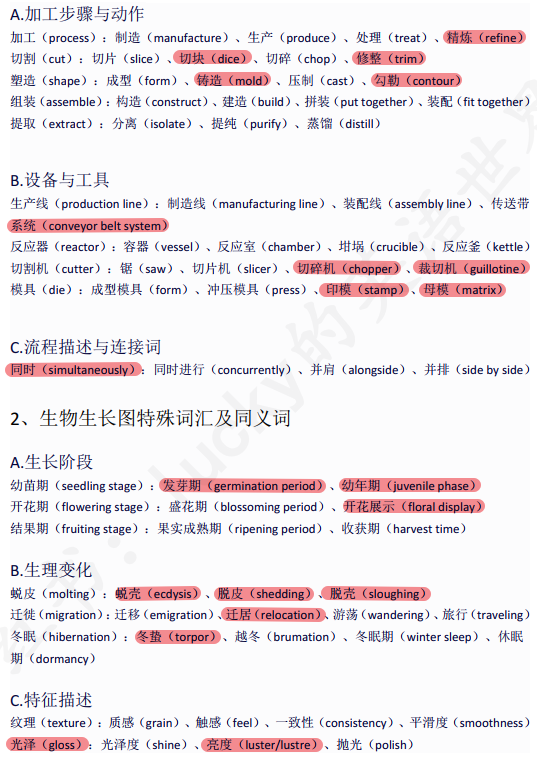 A.加工步骤与动作
加工（process）：制造（manufacture）、生产（produce）、处理（treat）、精炼（refine）
切割（cut）：切片（slice）、切块（dice）、切碎（chop）、修整（trim）
塑造（shape）：成型（form）、铸造（mold）、压制（cast）、勾勒（contour）
组装（assemble）：构造（construct）、建造（build）、拼装（put together）、装配（fit together）
提取（extract）：分离（isolate）、提纯（purify）、蒸馏（distill）
B.设备与工具
生产线（production line）：制造线（manufacturing line）、装配线（assembly line）、传送带
系统（conveyor belt system）
反应器（reactor）：容器（vessel）、反应室（chamber）、坩埚（crucible）、反应釜（kettle）
切割机（cutter）：锯（saw）、切片机（slicer）、切碎机（chopper）、裁切机（guillotine）
模具（die）：成型模具（form）、冲压模具（press）、印模（stamp）、母模（matrix）
C.流程描述与连接词
同时（simultaneously）：同时进行（concurrently）、并肩（alongside）、并排（side by side）
2、生物生长图特殊词汇及同义词
A.生长阶段
幼苗期（seedling stage）：发芽期（germination period）、幼年期（juvenile phase）
开花期（flowering stage）：盛花期（blossoming period）、开花展示（floral display）
结果期（fruiting stage）：果实成熟期（ripening period）、收获期（harvest time）
B.生理变化
蜕皮（molting）：蜕壳（ecdysis）、脱皮（shedding）、脱壳（sloughing）
迁徙（migration）：迁移（emigration）、迁居（relocation）、游荡（wandering）、旅行（traveling）
冬眠（hibernation）：冬蛰（torpor）、越冬（brumation）、冬眠期（winter sleep）、休眠
期（dormancy）
C.特征描述
纹理（texture）：质感（grain）、触感（feel）、一致性（consistency）、平滑度（smoothness）
光泽（gloss）：光泽度（shine）、亮度（luster/lustre）、抛光（polish）